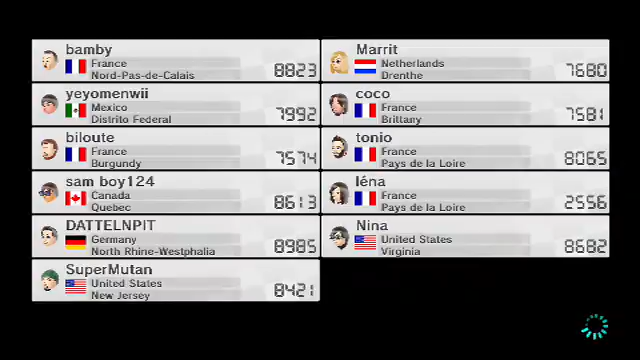 bamby
France
Nord-Pas-de-Calais
8823
Marrit
Netherlands
Drenthe
7680
yeyomenwii
Mexico
Distrito Federal
7992
coco
France
Brittany
7581
biloute
France
Burgundy
7574
tonio
France
Pays de la Loire
8065
sam boy124
Canada
Quebec
8613
léna
France
Pays de la Loire
2556
DATTELNPIT
Germany
North Rhine-Westphalia
8985
Nina
United States
Virginia
8682
SuperMutan
United States
New Jersey
8421